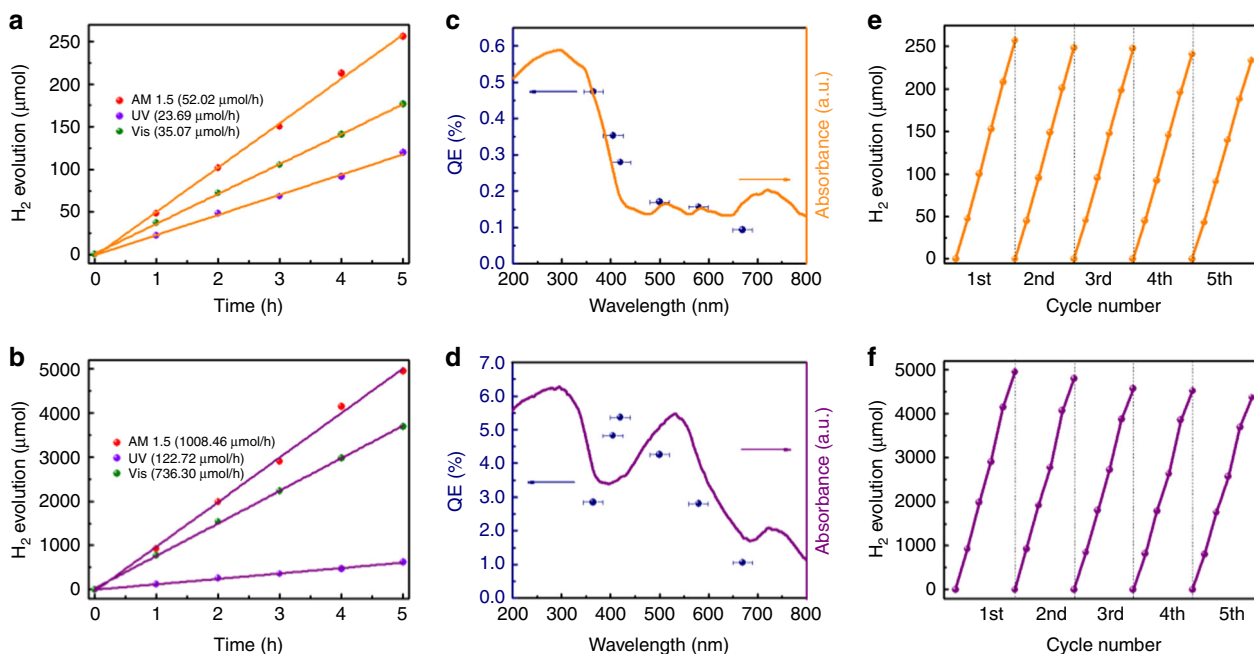 a
H2 evolution (μmol)
250
200
150
100
50
0
AM 1.5 (52.02 μmol/h)
UV (23.69 μmol/h)
Vis (35.07 μmol/h)
0 1 2 3 4 5
Time (h)
c
QE (%)
0.6
0.5
0.4
0.3
0.2
0.1
0.0
Absorbance (a.u.)
200 300 400 500 600 700 800
Wavelength (nm)
e
H2 evolution (μmol)
250
200
150
100
50
0
1st 2nd 3rd 4th 5th
Cycle number
b
H2 evolution (μmol)
5000
4000
3000
2000
1000
0
AM 1.5 (1008.46 μmol/h)
UV (122.72 μmol/h)
Vis (736.30 μmol/h)
0 1 2 3 4 5
Time (h)
d
QE (%)
7.0
6.0
5.0
4.0
3.0
2.0
1.0
0.0
Absorbance (a.u.)
200 300 400 500 600 700 800
Wavelength (nm)
f
H2 evolution (μmol)
5000
4000
3000
2000
1000
0
1st 2nd 3rd 4th 5th
Cycle number